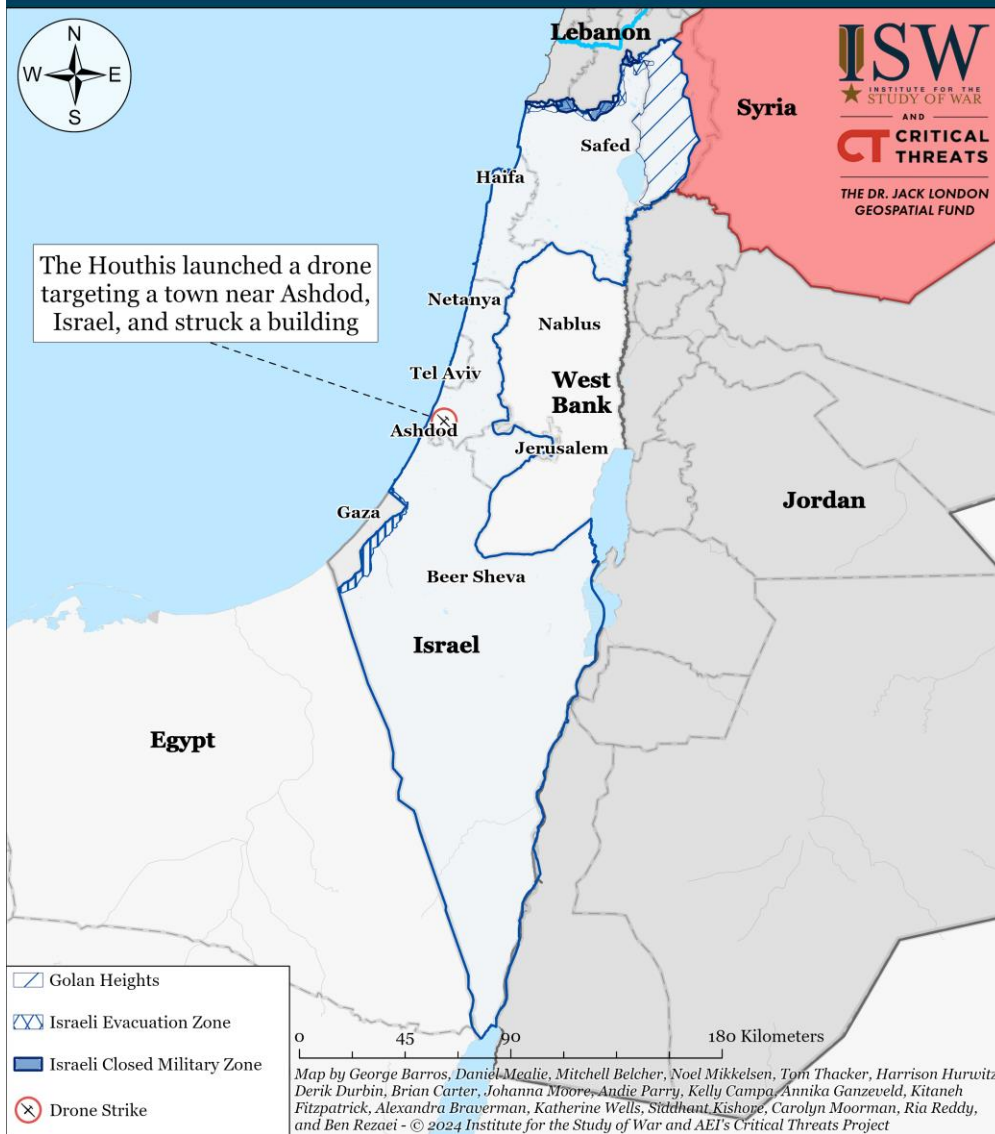 N
W E
S
Lebanon
ISW
INSTITUTE FOR THE
STUDY OF WAR
AND
CT CRITICAL
THREATS
THE DR. JACK LONDON
GEOSPATIAL FUND
Syria
Safed
Haifa
The Houthis launched a drone
targeting a town near Ashdod,
Israel, and struck a building
Netanya
Nablus
Tel Aviv
West
Bank
Ashdod
Jerusalem
Gaza
Jordan
Beer Sheva
Israel
Egypt
Golan Heights
Israeli Evacuation Zone
Israeli Closed Military Zone
Drone Strike
0 45 90 180 Kilometers
Map by George Barros, Daniel Mealie, Mitchell Belcher, Noel Mikkelsen, Tom Thacker, Harrison Hurwitz,
Derik Durbin, Brian Carter, Johanna Moore, Andie Parry, Kelly Campa, Annika Ganzeveld, Kitaneh
Fitzpatrick, Alexandra Braverman, Katherine Wells, Siddhant Kishore, Carolyn Moorman, Ria Reddy,
and Ben Rezaei - © 2024 Institute for the Study of War and AEI's Critical Threats Project